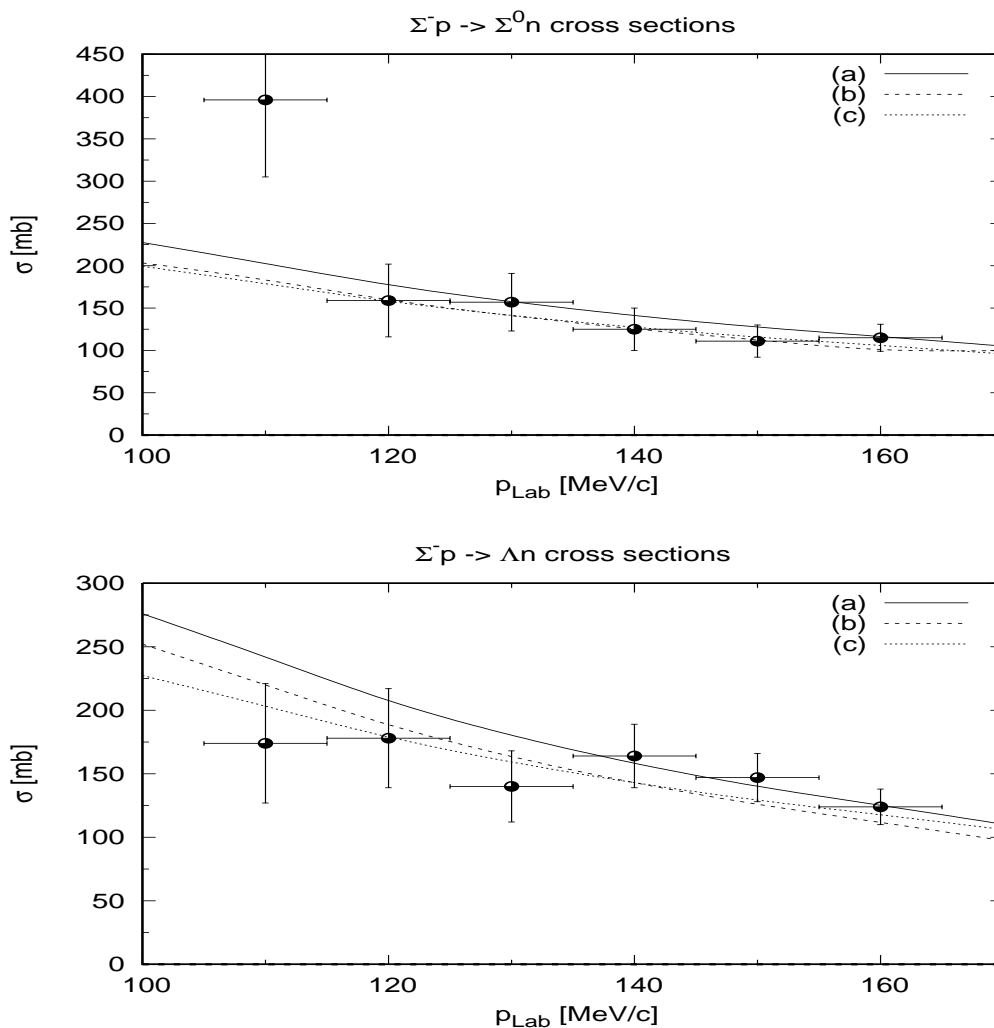 Σ⁻p -> Σ⁰n cross sections
σ [mb]
450
400
350
300
250
200
150
100
50
0
(a)
(b)
(c)
100 120 140 160
p_Lab [MeV/c]
Σ⁻p -> Λn cross sections
σ [mb]
300
250
200
150
100
50
0
(a)
(b)
(c)
100 120 140 160
p_Lab [MeV/c]